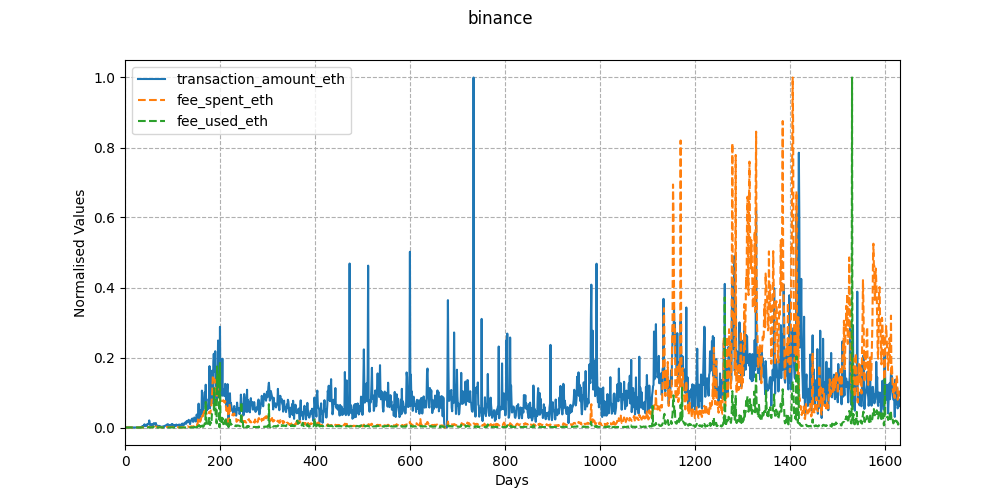 binance
transaction_amount_eth
fee_spent_eth
fee_used_eth
Normalised Values
1.0
0.8
0.6
0.4
0.2
0.0
0 200 400 600 800 1000 1200 1400 1600
Days